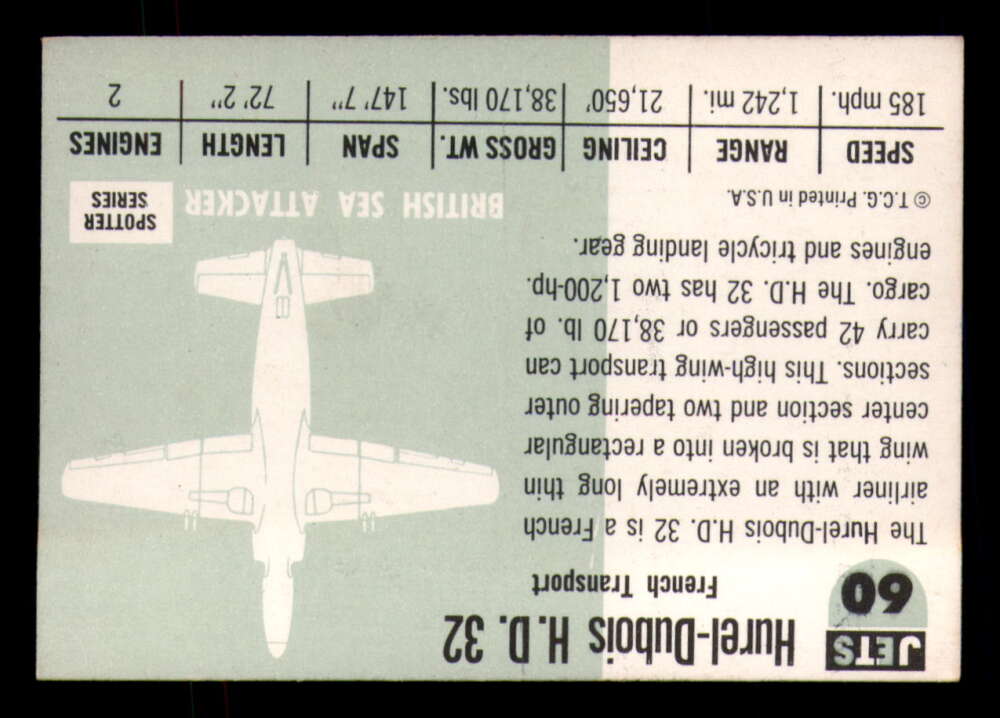 JETS
60
Hurel-Dubois H.D. 32
French Transport
The Hurel-Dubois H.D. 32 is a French
airliner with an extremely long thin
wing that is broken into a rectangular
center section and two tapering outer
sections. This high-wing transport can
carry 42 passengers or 38,170 lb. of
cargo. The H.D. 32 has two 1,200-hp.
engines and tricycle landing gear.
© T.C.G. Printed in U.S.A.
BRITISH SEA ATTACKER
SPOTTER
SERIES
SPEED RANGE CEILING GROSS WT. SPAN LENGTH ENGINES
185 mph. 1,242 mi. 21,650' 38,170 lbs. 147' 7" 72' 2" 2